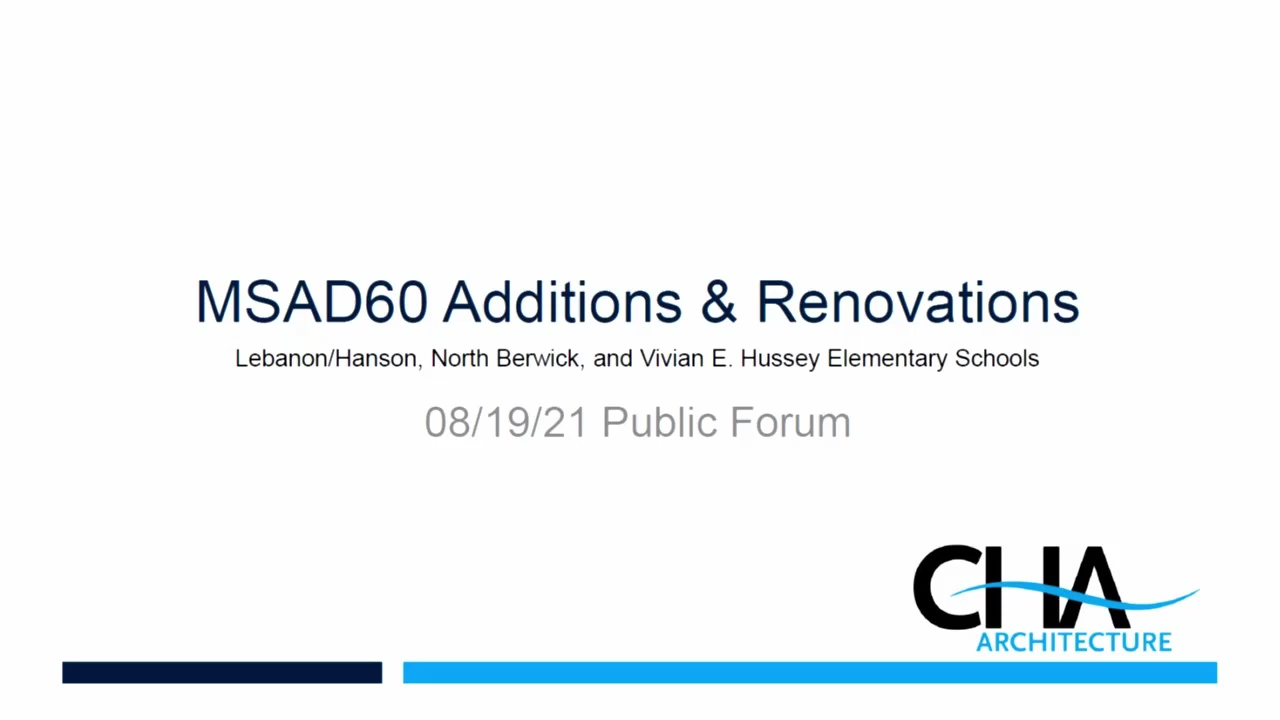 MSAD60 Additions & Renovations
Lebanon/Hanson, North Berwick, and Vivian E. Hussey Elementary Schools
08/19/21 Public Forum
CHA
ARCHITECTURE